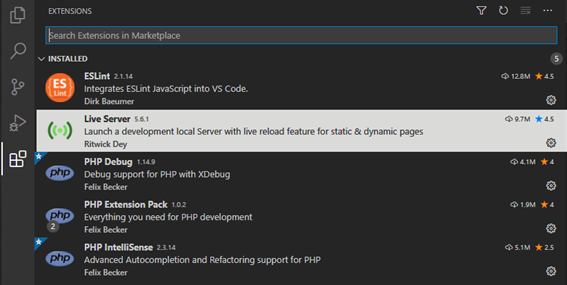 EXTENSIONS
Search Extensions in Marketplace
INSTALLED 5
ES Lint
ESLint 2.1.14 12.8M 4.5
Integrates ESLint JavaScript into VS Code.
Dirk Baeumer
Live Server 5.6.1 9.7M 4.5
Launch a development local Server with live reload feature for static & dynamic pages
Ritwick Dey
php
PHP Debug 1.14.9 4.1M 4
Debug support for PHP with XDebug
Felix Becker
php
2
PHP Extension Pack 1.0.2 1.9M 4
Everything you need for PHP development
Felix Becker
php
PHP IntelliSense 2.3.14 5.1M 2.5
Advanced Autocompletion and Refactoring support for PHP
Felix Becker